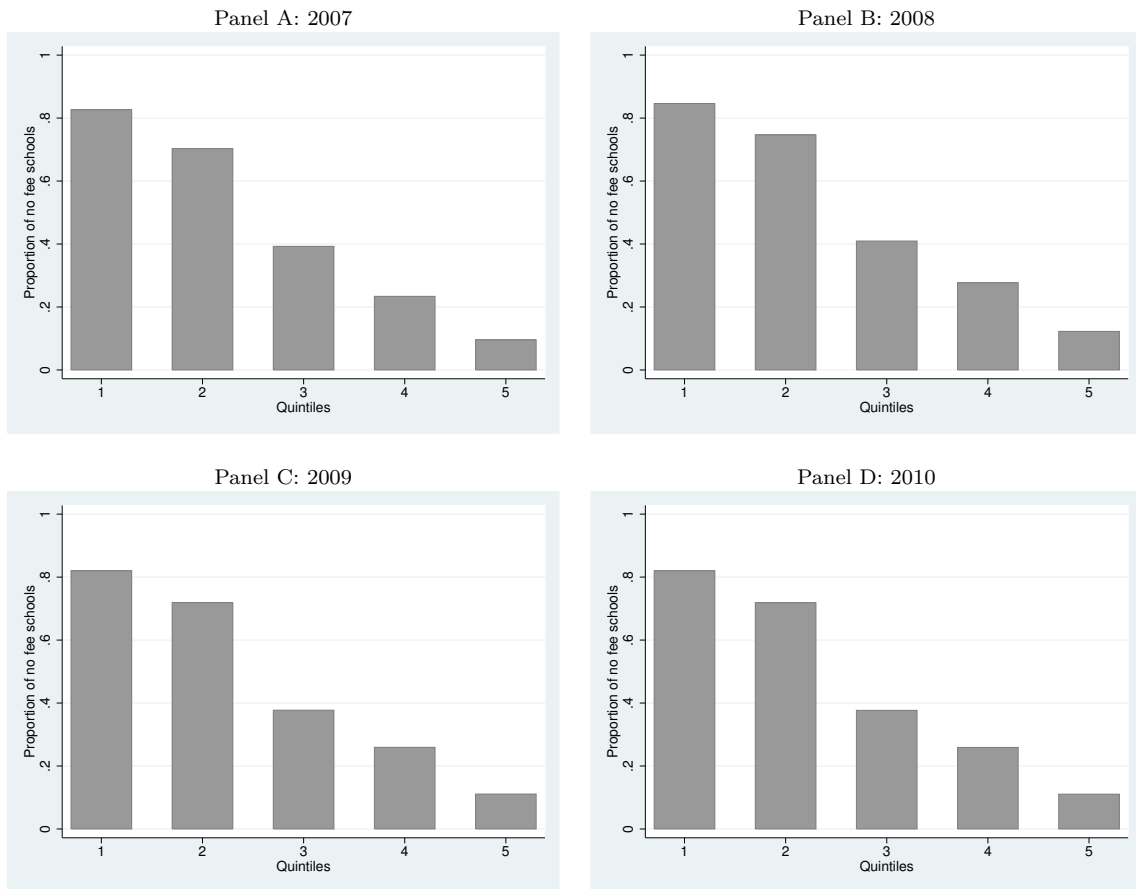 Panel A: 2007
Proportion of no fee schools
1
.8
.6
.4
.2
0
1 2 3 4 5
Quintiles
Panel B: 2008
Proportion of no fee schools
1
.8
.6
.4
.2
0
1 2 3 4 5
Quintiles
Panel C: 2009
Proportion of no fee schools
1
.8
.6
.4
.2
0
1 2 3 4 5
Quintiles
Panel D: 2010
Proportion of no fee schools
1
.8
.6
.4
.2
0
1 2 3 4 5
Quintiles